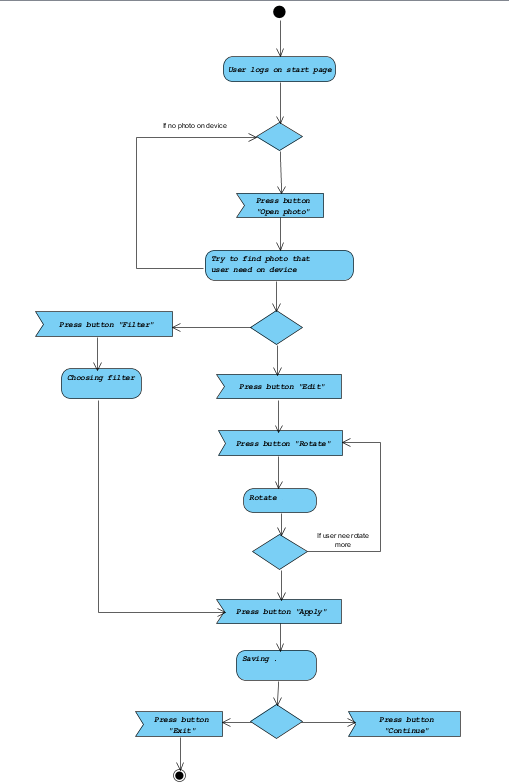 User logs on start page
If no photo on device
Press button
"Open photo"
Try to find photo that
user need on device
Press button "Filter"
Choosing filter
Press button "Edit"
Press button "Rotate"
Rotate
If user nee rotate
more
Press button "Apply"
Saving .
Press button
"Exit"
Press button
"Continue"